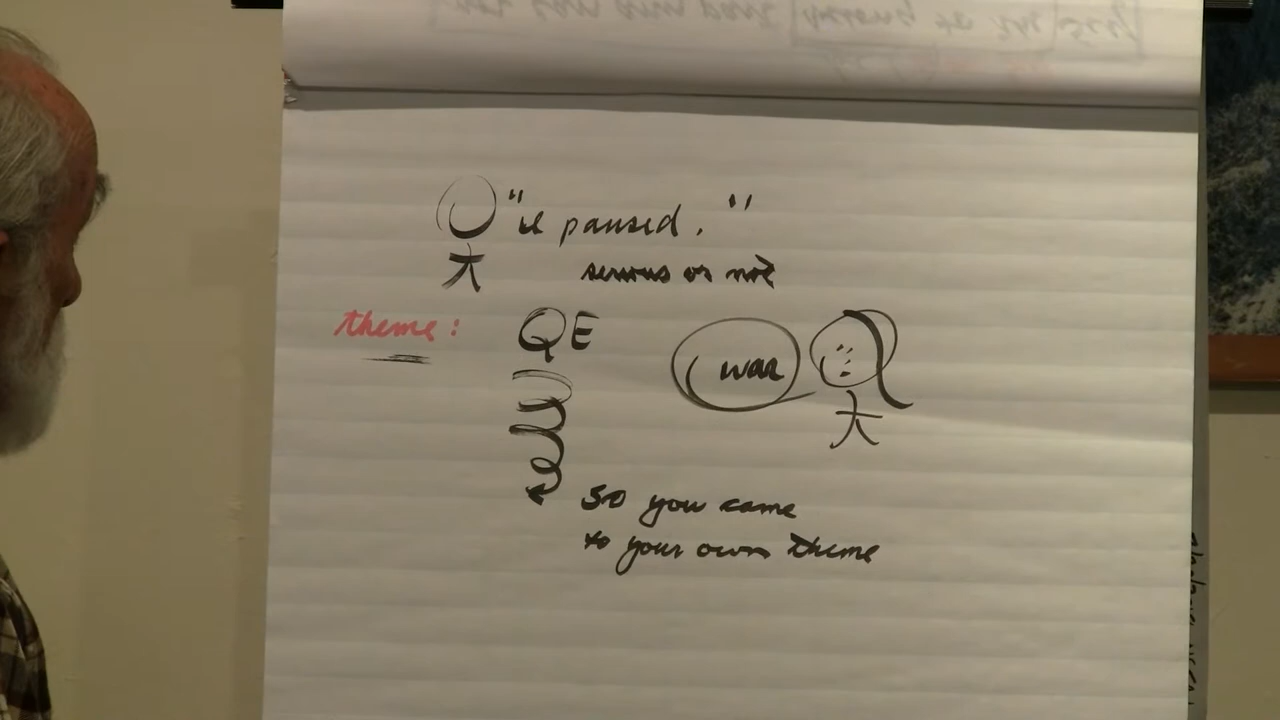 " paused. "
serious or not
theme:
QE
war
so you came
to your own theme